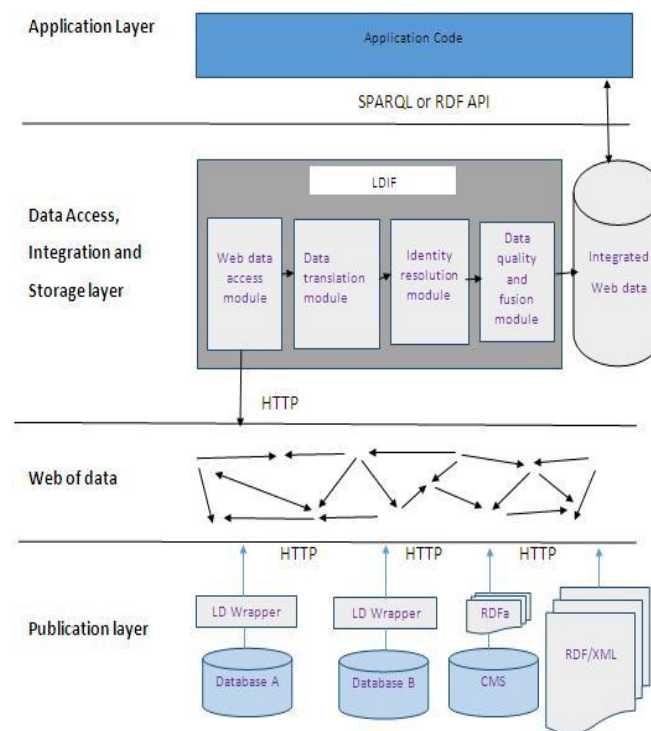 Application Layer
Application Code
SPARQL or RDF API
LDIF
Data Access,
Integration and
Storage layer
Web data
access
module
Data
translation
module
Identity
resolution
module
Data
quality
and
fusion
module
Integrated
Web data
HTTP
Web of data
HTTP
HTTP
HTTP
Publication layer
LD Wrapper
LD Wrapper
RDFa
RDF/XML
Database A
Database B
CMS